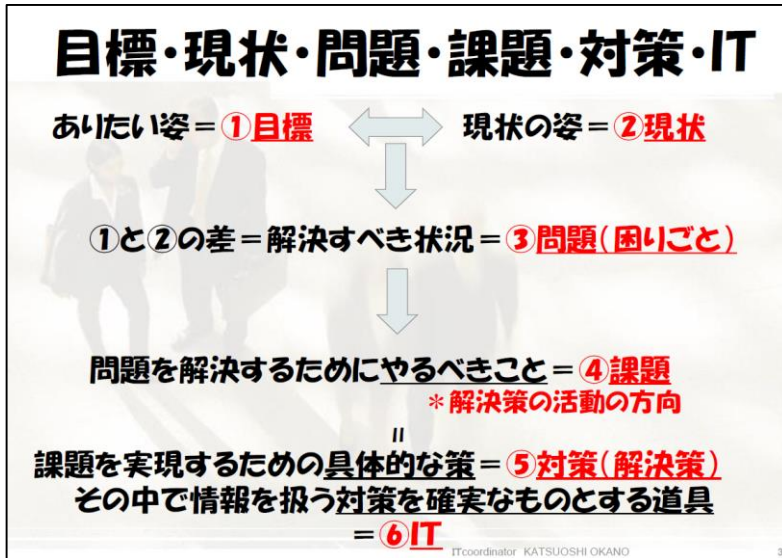 目標・現状・問題・課題・対策・IT
ありたい姿=①目標 現状の姿=②現状
①と②の差=解決すべき状況=③問題(困りごと)
問題を解決するためにやるべきこと=④課題
*解決策の活動の方向
=
課題を実現するための具体的な策=⑤対策(解決策)
その中で情報を扱う対策を確実なものとする道具
=⑥IT
ITcoordinator KATSUOSHI OKANO